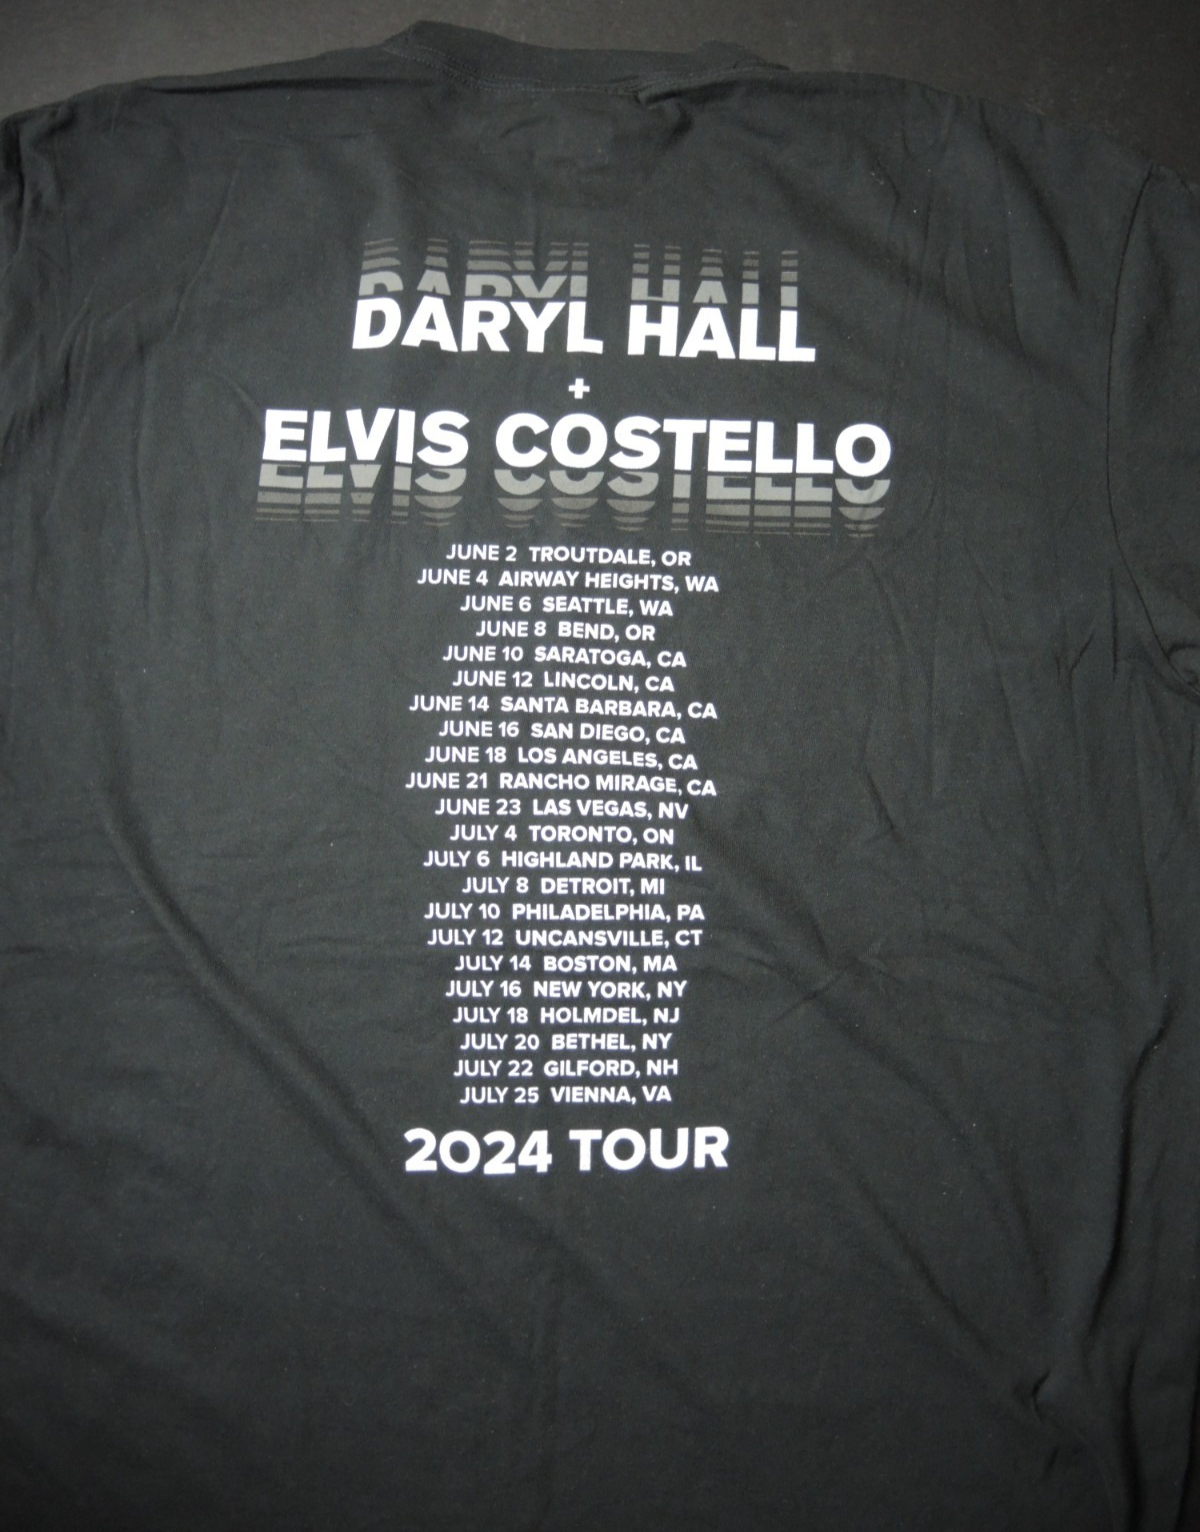 DARYL HALL
+
ELVIS COSTELLO
JUNE 2 TROUTDALE, OR
JUNE 4 AIRWAY HEIGHTS, WA
JUNE 6 SEATTLE, WA
JUNE 8 BEND, OR
JUNE 10 SARATOGA, CA
JUNE 12 LINCOLN, CA
JUNE 14 SANTA BARBARA, CA
JUNE 16 SAN DIEGO, CA
JUNE 18 LOS ANGELES, CA
JUNE 21 RANCHO MIRAGE, CA
JUNE 23 LAS VEGAS, NV
JULY 4 TORONTO, ON
JULY 6 HIGHLAND PARK, IL
JULY 8 DETROIT, MI
JULY 10 PHILADELPHIA, PA
JULY 12 UNCANSVILLE, CT
JULY 14 BOSTON, MA
JULY 16 NEW YORK, NY
JULY 18 HOLMDEL, NJ
JULY 20 BETHEL, NY
JULY 22 GILFORD, NH
JULY 25 VIENNA, VA
2024 TOUR